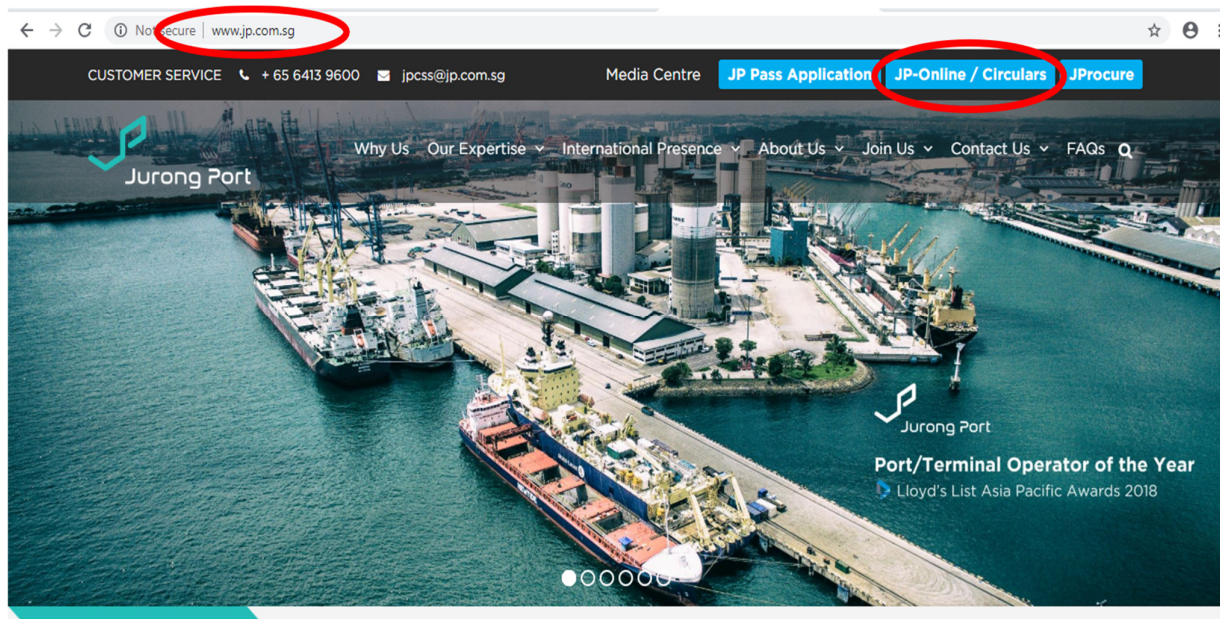 Not secure | www.jp.com.sg
CUSTOMER SERVICE + 65 6413 9600 jpcss@jp.com.sg Media Centre JP Pass Application JP-Online / Circulars JProcure
Why Us Our Expertise International Presence About Us Join Us Contact Us FAQs
Jurong Port
Jurong Port
Port/Terminal Operator of the Year
Lloyd's List Asia Pacific Awards 2018